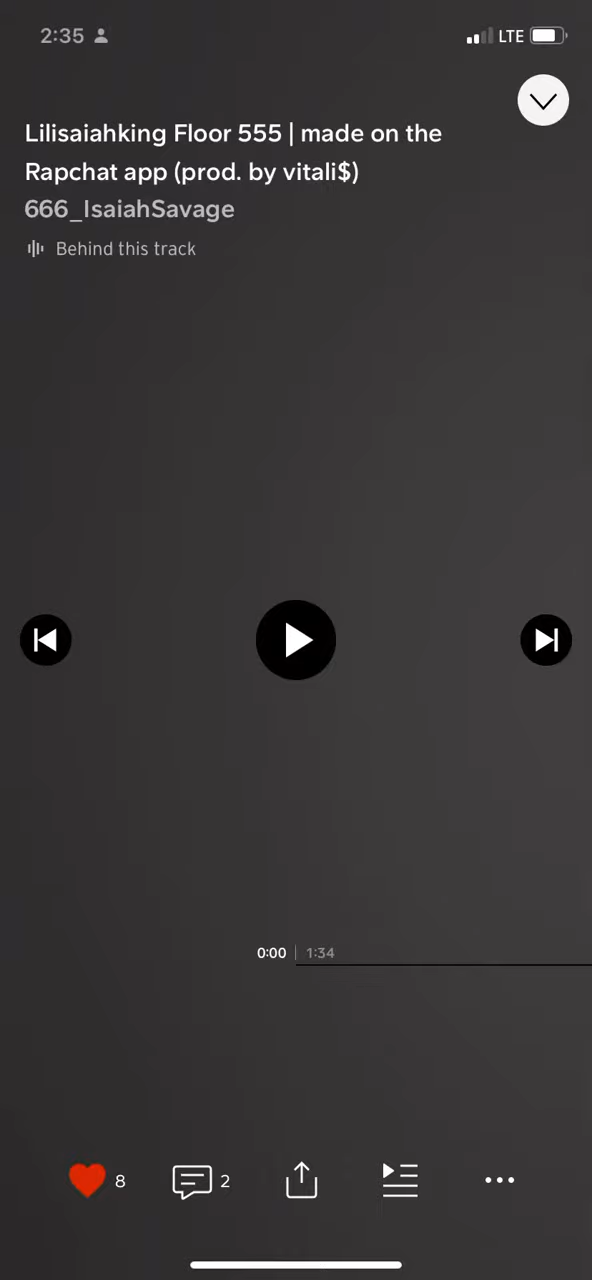 2:35
LTE
Lilisaiahking Floor 555 | made on the
Rapchat app (prod. by vitali$)
666_IsaiahSavage
Behind this track
0:00 | 1:34
8
2